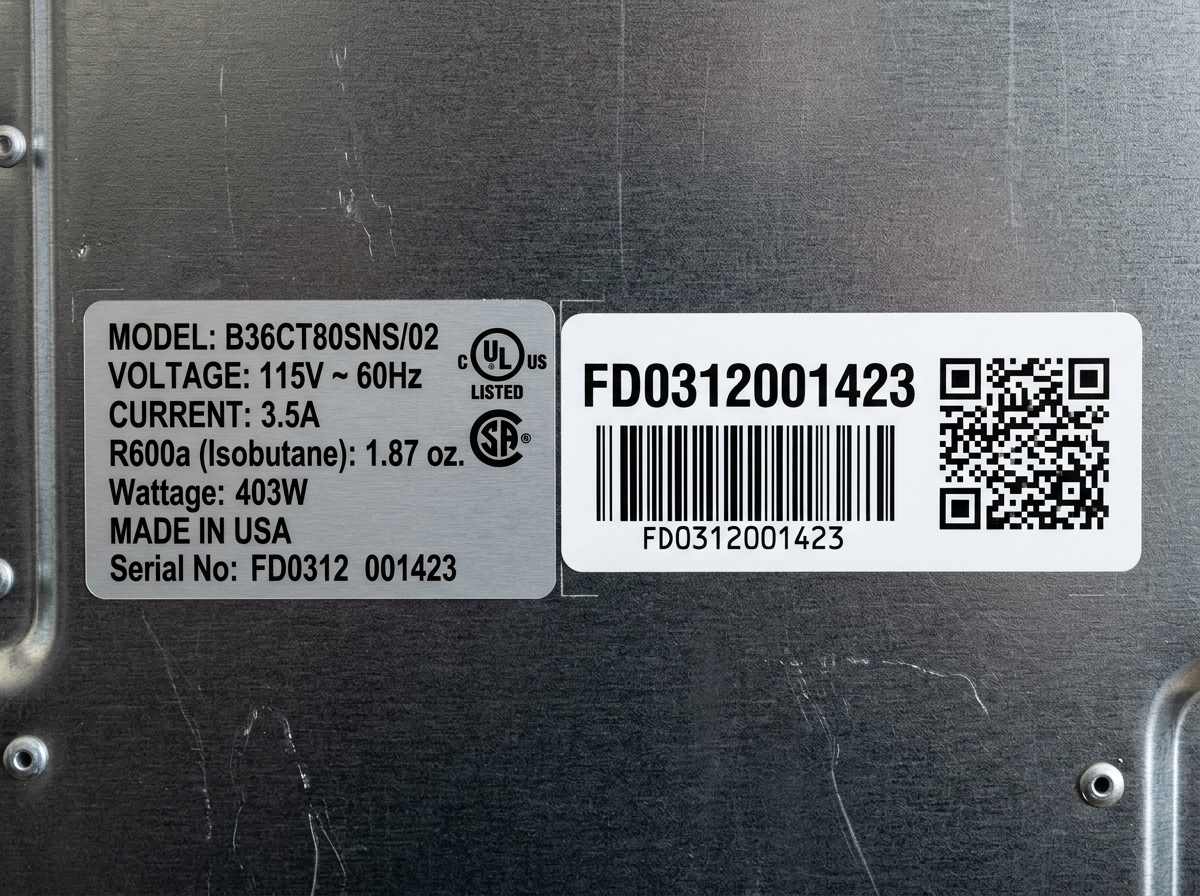 MODEL: B36CT80SNS/02
VOLTAGE: 115V ~ 60Hz
CURRENT: 3.5A
R600a (Isobutane): 1.87 oz.
Wattage: 403W
MADE IN USA
Serial No: FD0312 001423
C UL US
LISTED
SA ®
FD0312001423
FD0312001423